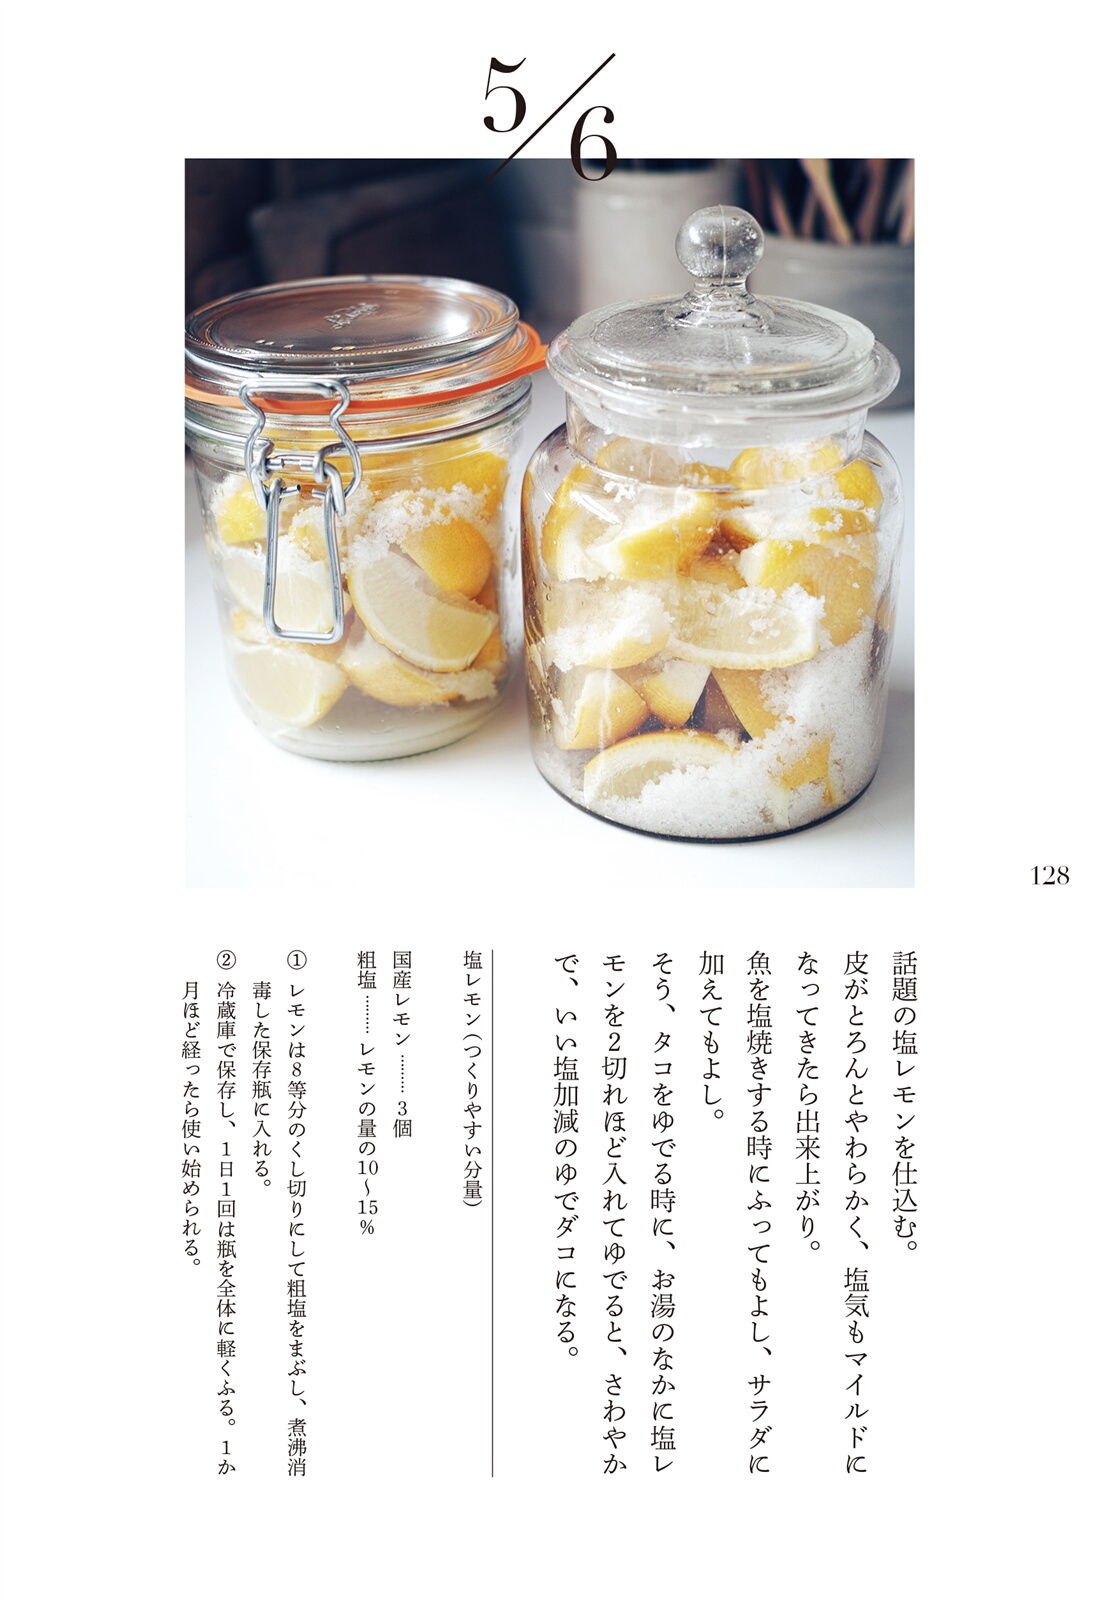 5/6
128
話題の塩レモンを仕込む。
皮がとろんとやわらかく、塩気もマイルドに
なってきたら出来上がり。
魚を塩焼きする時にふってもよし、サラダに
加えてもよし。
そう、タコをゆでる時に、お湯のなかに塩レ
モンを2切れほど入れてゆでると、さわやか
で、いい塩加減のゆでダコになる。
塩レモン(つくりやすい分量)
国産レモン………3個
粗塩………レモンの量の10〜15%
① レモンは8等分のくし切りにして粗塩をまぶし、煮沸消
毒した保存瓶に入れる。
② 冷蔵庫で保存し、1日1回は瓶を全体に軽くふる。1か
月ほど経ったら使い始められる。